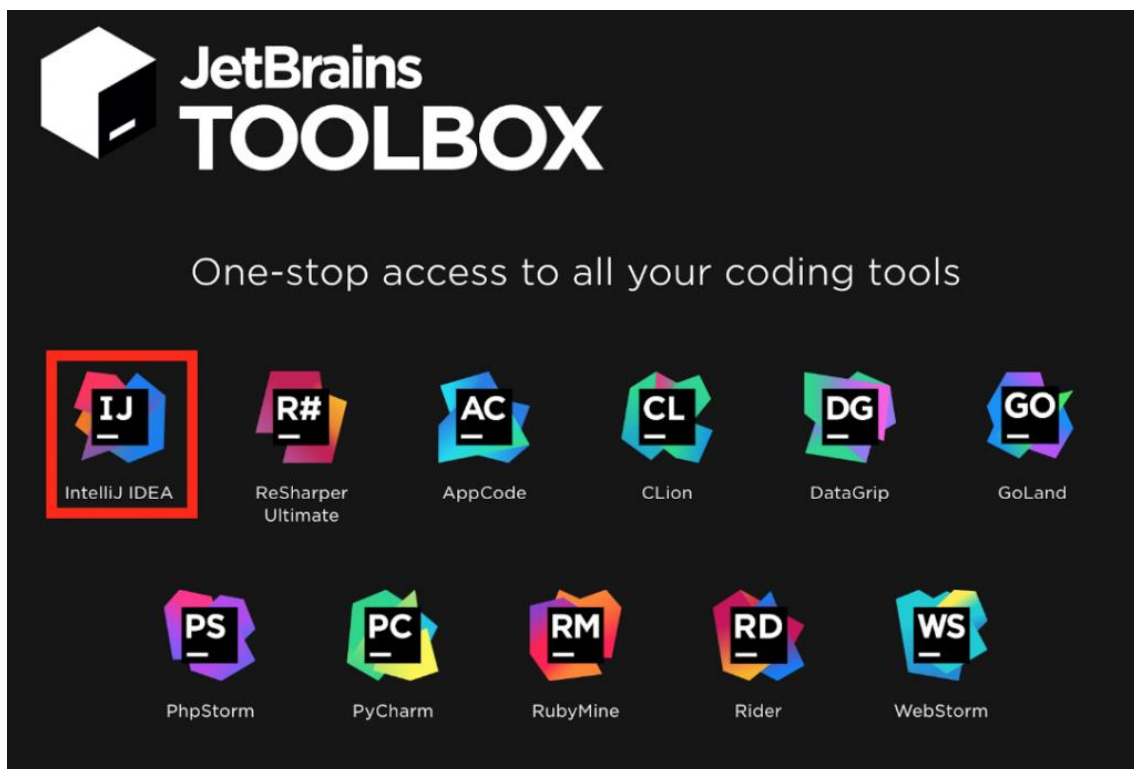 JetBrains
TOOLBOX
One-stop access to all your coding tools
IJ
R#
AC
CL
DG
GO
IntelliJ IDEA
ReSharper
Ultimate
AppCode
CLion
DataGrip
GoLand
PS
PC
RM
RD
WS
PhpStorm
PyCharm
RubyMine
Rider
WebStorm